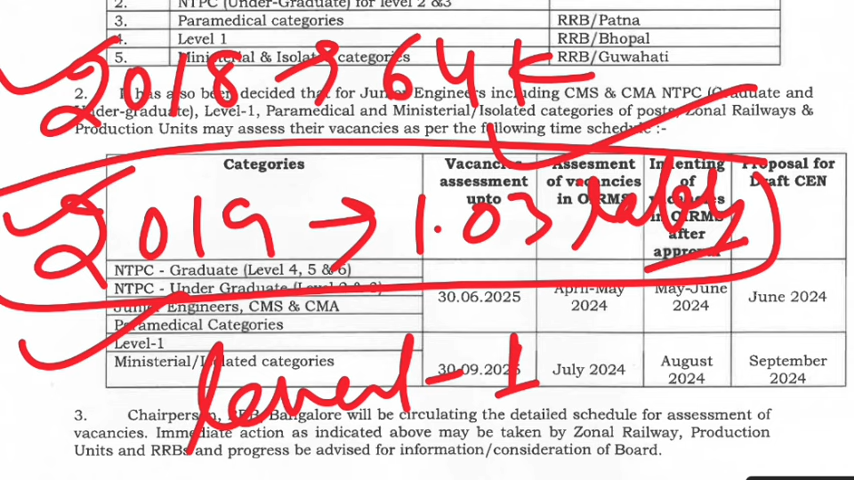 2. NTPC (Under-Graduate) for level 2 &3
3. Paramedical categories RRB/Patna
4. Level 1 RRB/Bhopal
5. Ministerial & Isolated categories RRB/Guwahati
2018 → 64K
2. It has also been decided that for Junior Engineers including CMS & CMA NTPC (Graduate and
Under-graduate), Level-1, Paramedical and Ministerial/Isolated categories of posts, Zonal Railways &
Production Units may assess their vacancies as per the following time schedule :-
Categories Vacancies assessment upto Assesment of vacancies in OIRMS Indenting of vacancies in OIRMS after approval Proposal for Draft CEN
2019 → 1.03
NTPC - Graduate (Level 4, 5 & 6)
NTPC - Under Graduate (Level 2 & 3)
Junior Engineers, CMS & CMA 30.06.2025 April-May 2024 May-June 2024 June 2024
Paramedical Categories
Level-1
Ministerial/Isolated categories 30-09.2025 July 2024 August 2024 September 2024
level-1
3. Chairperson, RRB/Bangalore will be circulating the detailed schedule for assessment of
vacancies. Immediate action as indicated above may be taken by Zonal Railway, Production
Units and RRBs and progress be advised for information/consideration of Board.